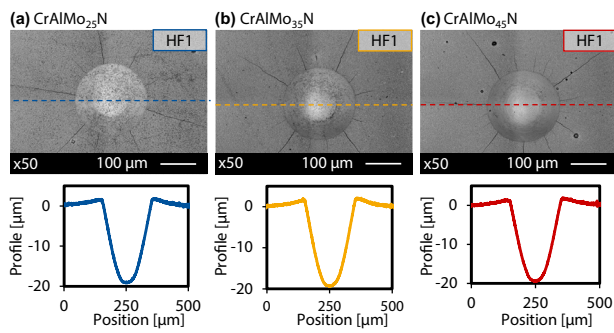 (a) CrAlMo25N
HF1
x50 100 µm
(b) CrAlMo35N
HF1
x50 100 µm
(c) CrAlMo45N
HF1
x50 100 µm
Profile [µm]
0
-10
-20
0 250 500
Position [µm]
Profile [µm]
0
-10
-20
0 250 500
Position [µm]
Profile [µm]
0
-10
-20
0 250 500
Position [µm]